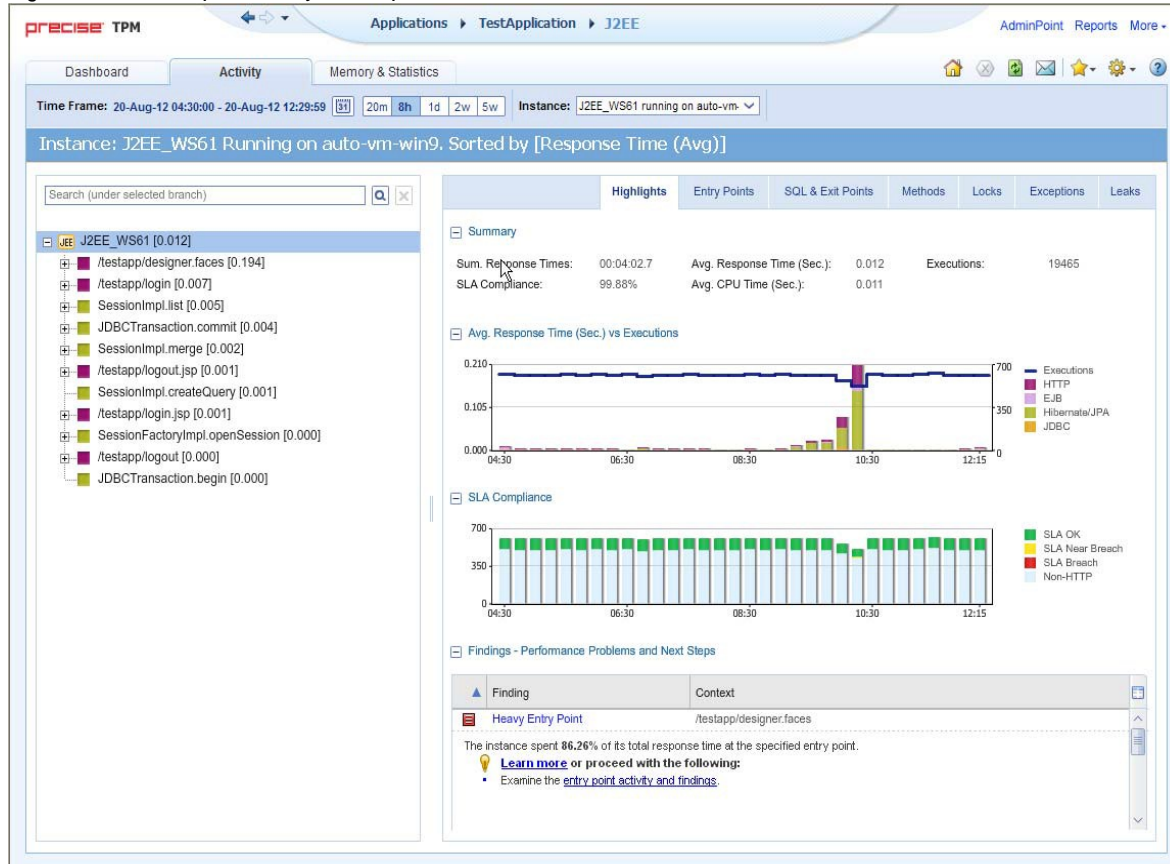 precise TPM
Applications TestApplication J2EE
AdminPoint Reports More
Dashboard Activity Memory & Statistics
Time Frame: 20-Aug-12 04:30:00 - 20-Aug-12 12:29:59 31 20m 8h 1d 2w 5w Instance: J2EE_WS61 running on auto-vm-
Instance: J2EE_WS61 Running on auto-vm-win9. Sorted by [Response Time (Avg)]
Search (under selected branch)
JEE J2EE_WS61 [0.012]
/testapp/designer.faces [0.194]
/testapp/login [0.007]
SessionImpl.list [0.005]
JDBCTransaction.commit [0.004]
SessionImpl.merge [0.002]
/testapp/logout.jsp [0.001]
SessionImpl.createQuery [0.001]
/testapp/login.jsp [0.001]
SessionFactoryImpl.openSession [0.000]
/testapp/logout [0.000]
JDBCTransaction.begin [0.000]
Highlights Entry Points SQL & Exit Points Methods Locks Exceptions Leaks
Summary
Sum. Response Times: 00:04:02.7 Avg. Response Time (Sec.): 0.012 Executions: 19465
SLA Compliance: 99.88% Avg. CPU Time (Sec.): 0.011
Avg. Response Time (Sec.) vs Executions
0.210 700
0.105 350
0.000 0
04:30 06:30 08:30 10:30 12:15
Executions
HTTP
EJB
Hibernate/JPA
JDBC
SLA Compliance
700
350
0
04:30 06:30 08:30 10:30 12:15
SLA OK
SLA Near Breach
SLA Breach
Non-HTTP
Findings - Performance Problems and Next Steps
Finding Context
Heavy Entry Point /testapp/designer.faces
The instance spent 86.26% of its total response time at the specified entry point.
Learn more or proceed with the following:
Examine the entry point activity and findings.